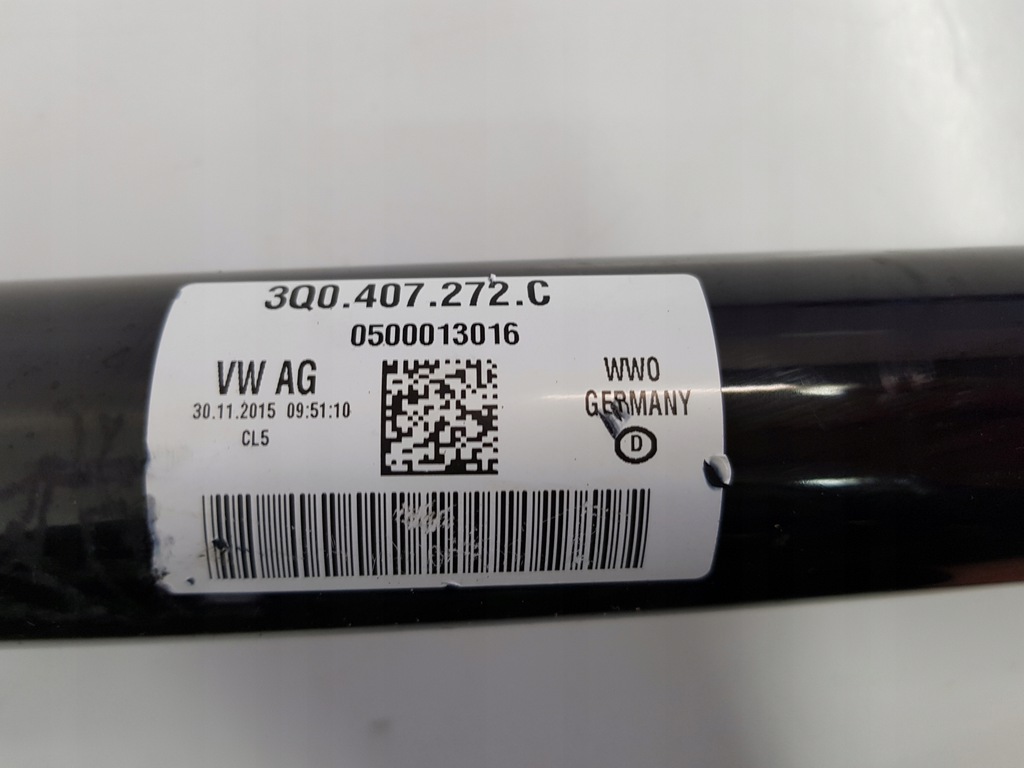 3Q0.407.272.C
0500013016
VW AG
30.11.2015 09:51:10
CL5
WWO
GERMANY
D